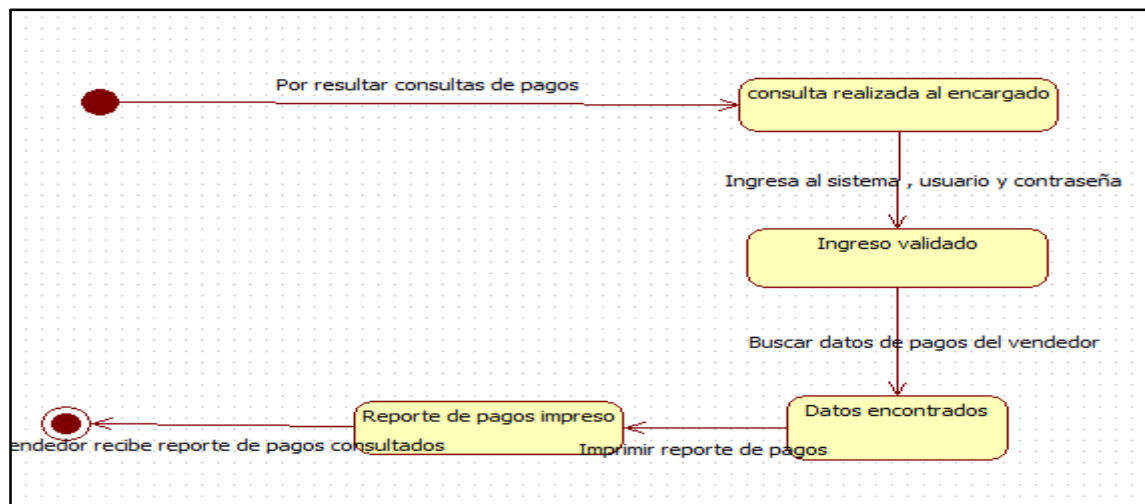 Por resultar consultas de pagos
consulta realizada al encargado
Ingresa al sistema , usuario y contraseña
Ingreso validado
Buscar datos de pagos del vendedor
Datos encontrados
Imprimir reporte de pagos
Reporte de pagos impreso
endedor recibe reporte de pagos consultados